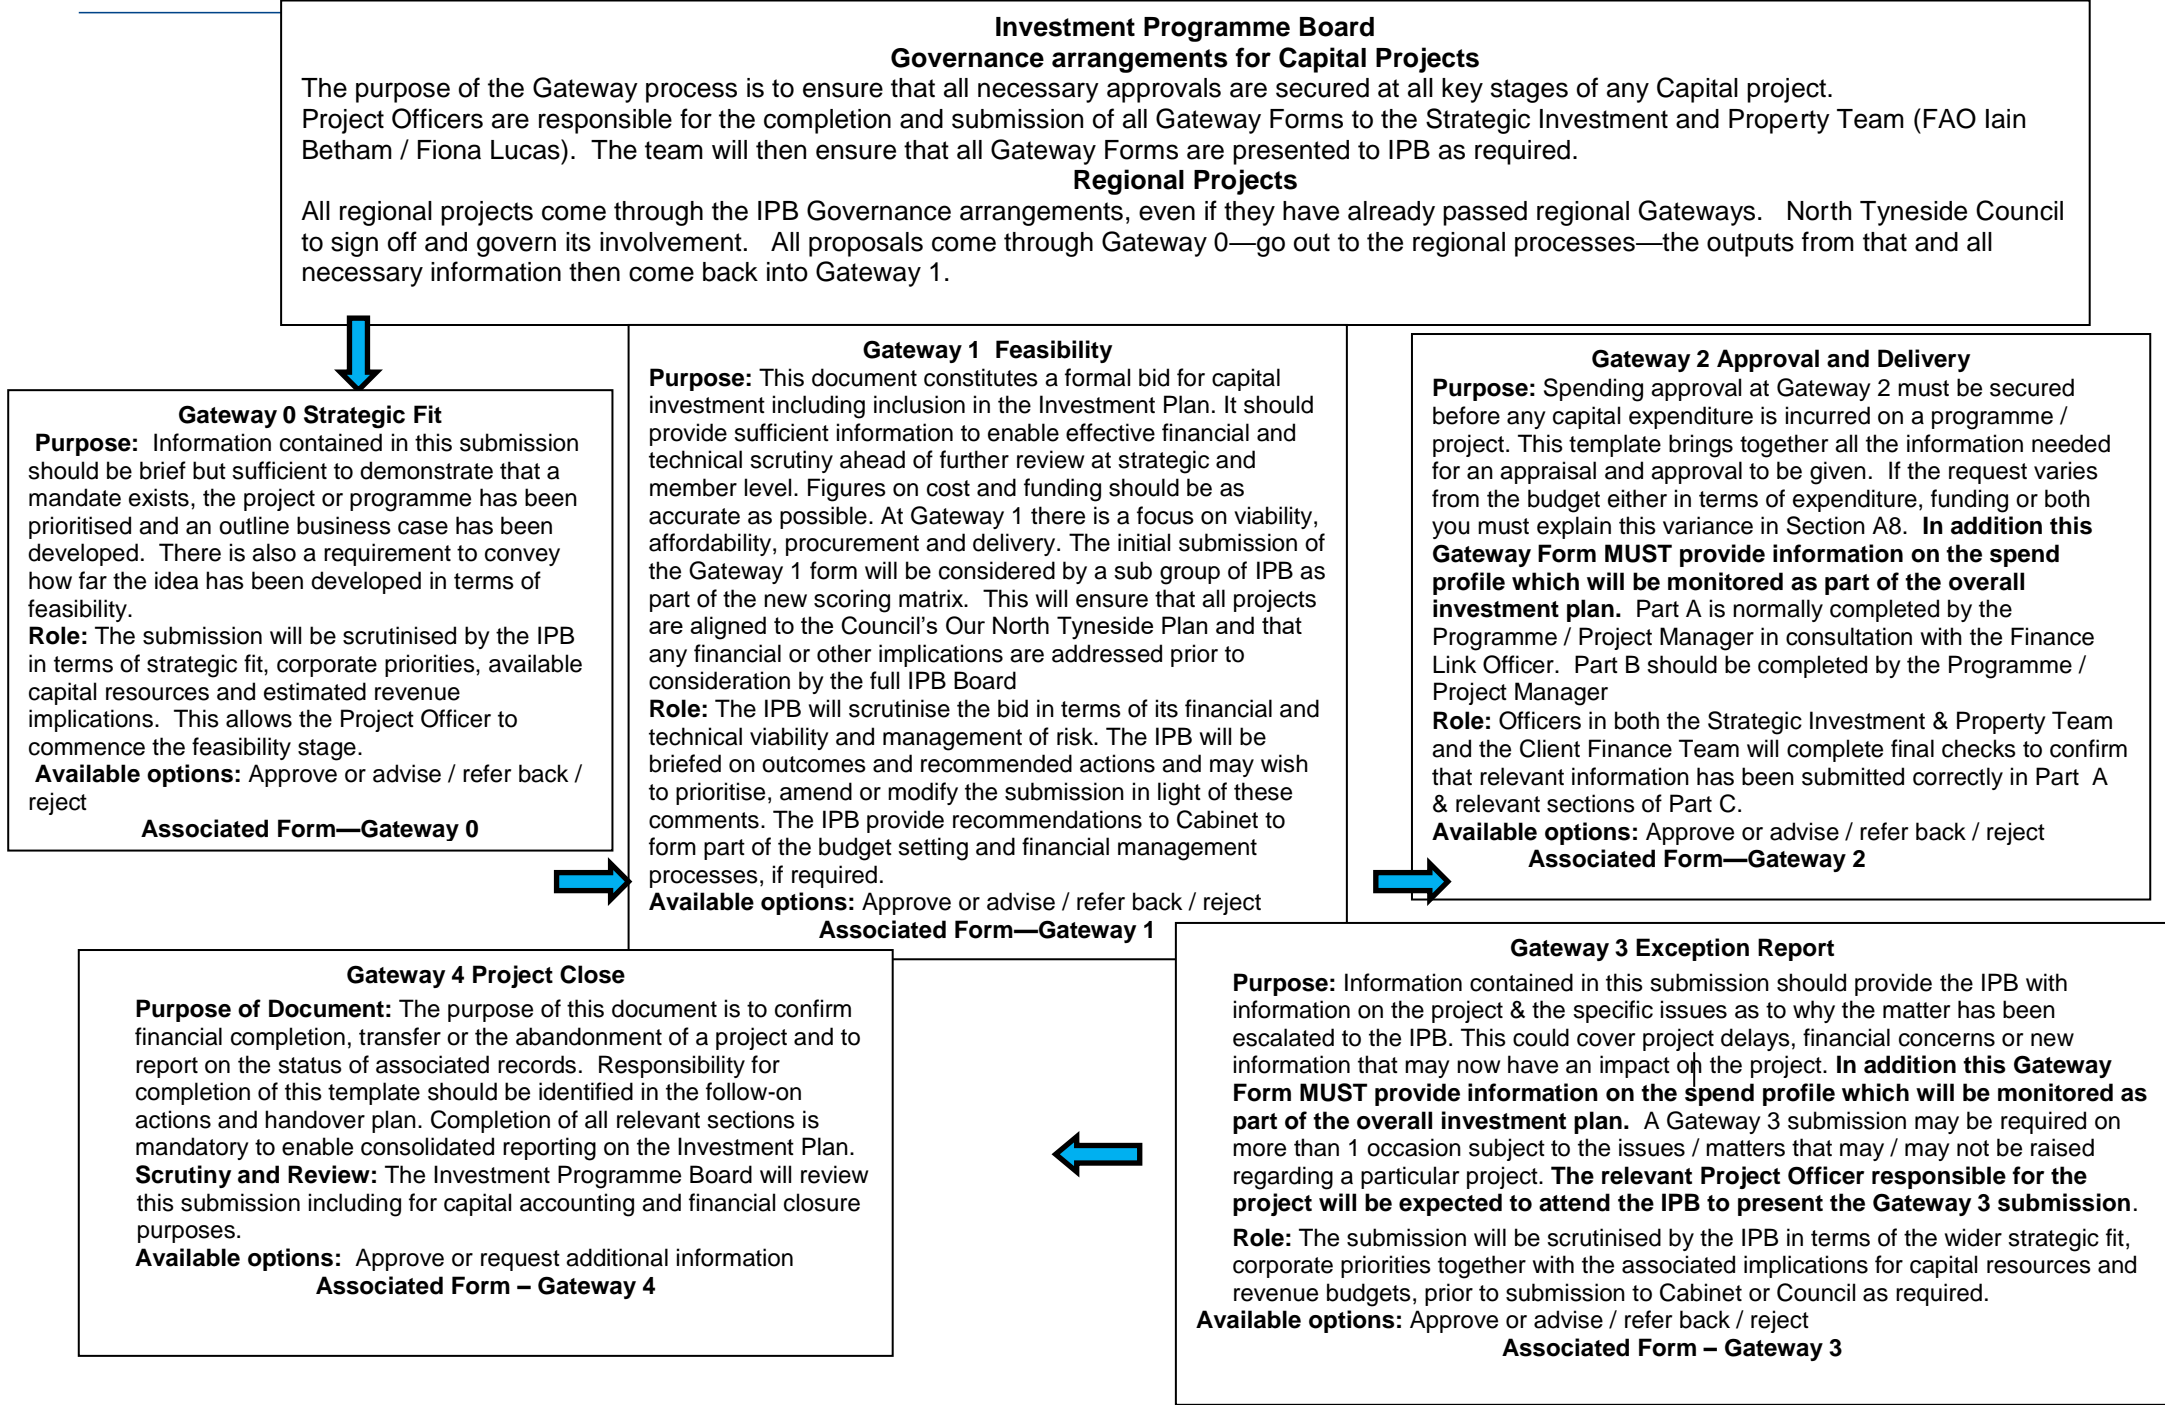 Investment Programme Board
Governance arrangements for Capital Projects
The purpose of the Gateway process is to ensure that all necessary approvals are secured at all key stages of any Capital project.
Project Officers are responsible for the completion and submission of all Gateway Forms to the Strategic Investment and Property Team (FAO Iain
Betham / Fiona Lucas).  The team will then ensure that all Gateway Forms are presented to IPB as required.
Regional Projects
All regional projects come through the IPB Governance arrangements, even if they have already passed regional Gateways.   North Tyneside Council
to sign off and govern its involvement.   All proposals come through Gateway 0—go out to the regional processes—the outputs from that and all
necessary information then come back into Gateway 1.
Gateway 0 Strategic Fit
Purpose:  Information contained in this submission
should be brief but sufficient to demonstrate that a
mandate exists, the project or programme has been
prioritised and an outline business case has been
developed.  There is also a requirement to convey
how far the idea has been developed in terms of
feasibility.
Role: The submission will be scrutinised by the IPB
in terms of strategic fit, corporate priorities, available
capital resources and estimated revenue
implications.  This allows the Project Officer to
commence the feasibility stage.
Available options: Approve or advise / refer back /
reject
Associated Form—Gateway 0
Gateway 1  Feasibility
Purpose: This document constitutes a formal bid for capital
investment including inclusion in the Investment Plan. It should
provide sufficient information to enable effective financial and
technical scrutiny ahead of further review at strategic and
member level. Figures on cost and funding should be as
accurate as possible. At Gateway 1 there is a focus on viability,
affordability, procurement and delivery. The initial submission of
the Gateway 1 form will be considered by a sub group of IPB as
part of the new scoring matrix.  This will ensure that all projects
are aligned to the Council's Our North Tyneside Plan and that
any financial or other implications are addressed prior to
consideration by the full IPB Board
Role: The IPB will scrutinise the bid in terms of its financial and
technical viability and management of risk. The IPB will be
briefed on outcomes and recommended actions and may wish
to prioritise, amend or modify the submission in light of these
comments. The IPB provide recommendations to Cabinet to
form part of the budget setting and financial management
processes, if required.
Available options: Approve or advise / refer back / reject
Associated Form—Gateway 1
Gateway 2 Approval and Delivery
Purpose: Spending approval at Gateway 2 must be secured
before any capital expenditure is incurred on a programme /
project. This template brings together all the information needed
for an appraisal and approval to be given.  If the request varies
from the budget either in terms of expenditure, funding or both
you must explain this variance in Section A8.  In addition this
Gateway Form MUST provide information on the spend
profile which will be monitored as part of the overall
investment plan.  Part A is normally completed by the
Programme / Project Manager in consultation with the Finance
Link Officer.  Part B should be completed by the Programme /
Project Manager
Role: Officers in both the Strategic Investment & Property Team
and the Client Finance Team will complete final checks to confirm
that relevant information has been submitted correctly in Part  A
& relevant sections of Part C.
Available options: Approve or advise / refer back / reject
Associated Form—Gateway 2
Gateway 3 Exception Report
Purpose: Information contained in this submission should provide the IPB with
information on the project & the specific issues as to why the matter has been
escalated to the IPB. This could cover project delays, financial concerns or new
information that may now have an impact on the project. In addition this Gateway
Form MUST provide information on the spend profile which will be monitored as
part of the overall investment plan.  A Gateway 3 submission may be required on
more than 1 occasion subject to the issues / matters that may / may not be raised
regarding a particular project. The relevant Project Officer responsible for the
project will be expected to attend the IPB to present the Gateway 3 submission.
Role: The submission will be scrutinised by the IPB in terms of the wider strategic fit,
corporate priorities together with the associated implications for capital resources and
revenue budgets, prior to submission to Cabinet or Council as required.
Available options: Approve or advise / refer back / reject
Associated Form – Gateway 3
Gateway 4 Project Close
Purpose of Document: The purpose of this document is to confirm
financial completion, transfer or the abandonment of a project and to
report on the status of associated records.  Responsibility for
completion of this template should be identified in the follow-on
actions and handover plan. Completion of all relevant sections is
mandatory to enable consolidated reporting on the Investment Plan.
Scrutiny and Review: The Investment Programme Board will review
this submission including for capital accounting and financial closure
purposes.
Available options:  Approve or request additional information
Associated Form – Gateway 4